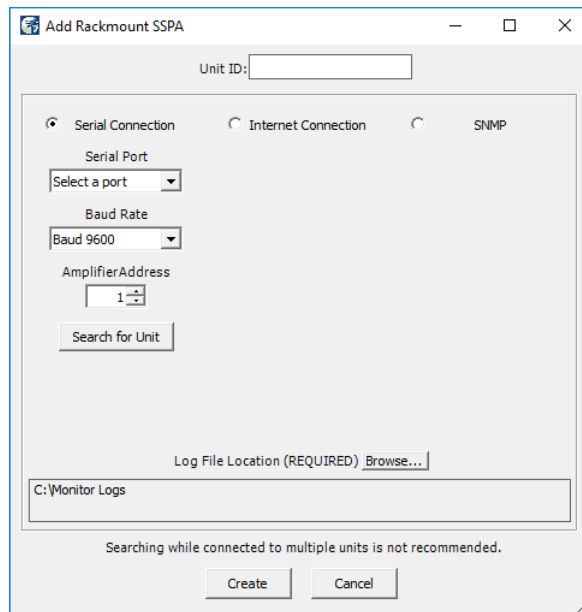 Add Rackmount SSPA
Unit ID:
Serial Connection Internet Connection SNMP
Serial Port
Select a port
Baud Rate
Baud 9600
AmplifierAddress
1
Search for Unit
Log File Location (REQUIRED) Browse...
C:\Monitor Logs
Searching while connected to multiple units is not recommended.
Create Cancel